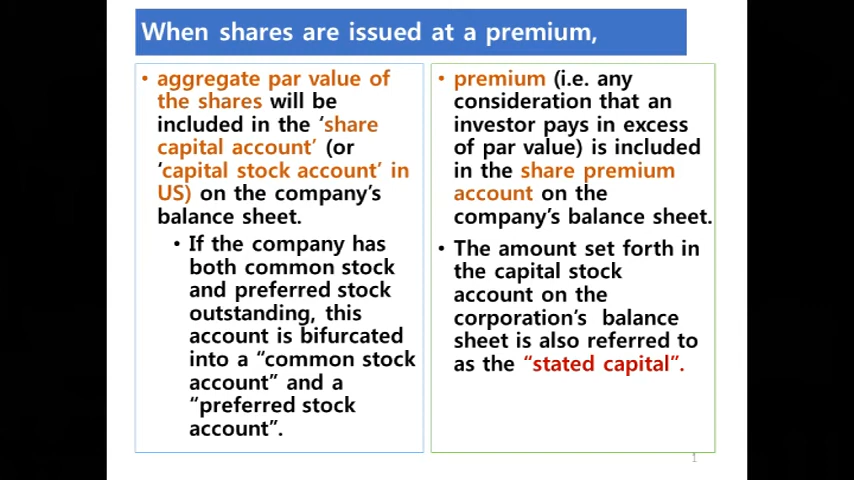 When shares are issued at a premium,
• aggregate par value of
the shares will be
included in the ‘share
capital account’ (or
‘capital stock account’ in
US) on the company’s
balance sheet.
• If the company has
both common stock
and preferred stock
outstanding, this
account is bifurcated
into a “common stock
account” and a
“preferred stock
account”.
• premium (i.e. any
consideration that an
investor pays in excess
of par value) is included
in the share premium
account on the
company’s balance sheet.
• The amount set forth in
the capital stock
account on the
corporation’s balance
sheet is also referred to
as the “stated capital”.
1